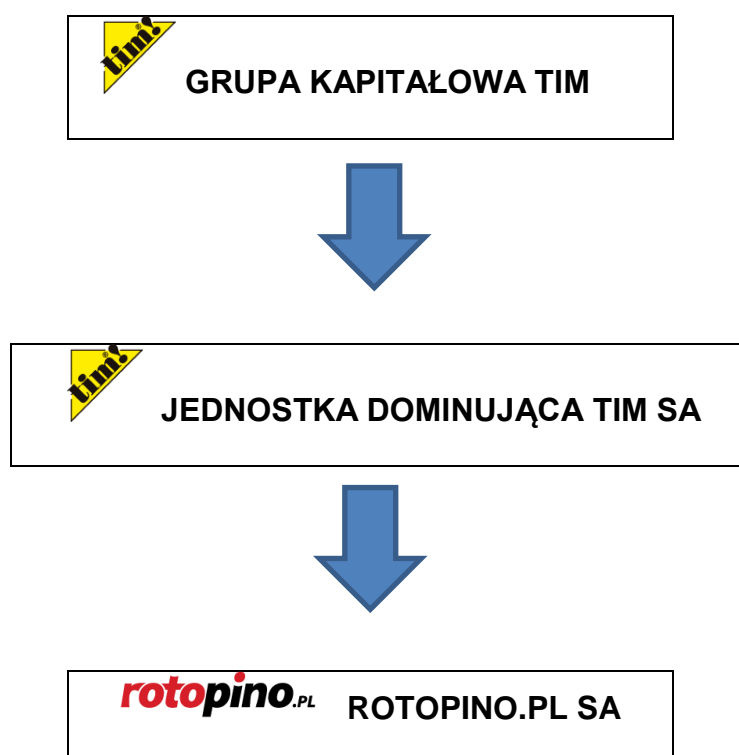 tim!
GRUPA KAPITAŁOWA TIM
tim!
JEDNOSTKA DOMINUJĄCA TIM SA
rotopino.PL ROTOPINO.PL SA